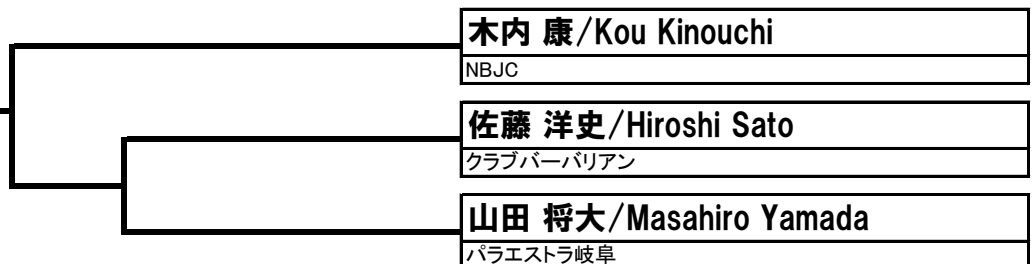 木内 康/Kou Kinouchi
NBJC
佐藤 洋史/Hiroshi Sato
クラブバーバリアン
山田 将大/Masahiro Yamada
パラエストラ岐阜